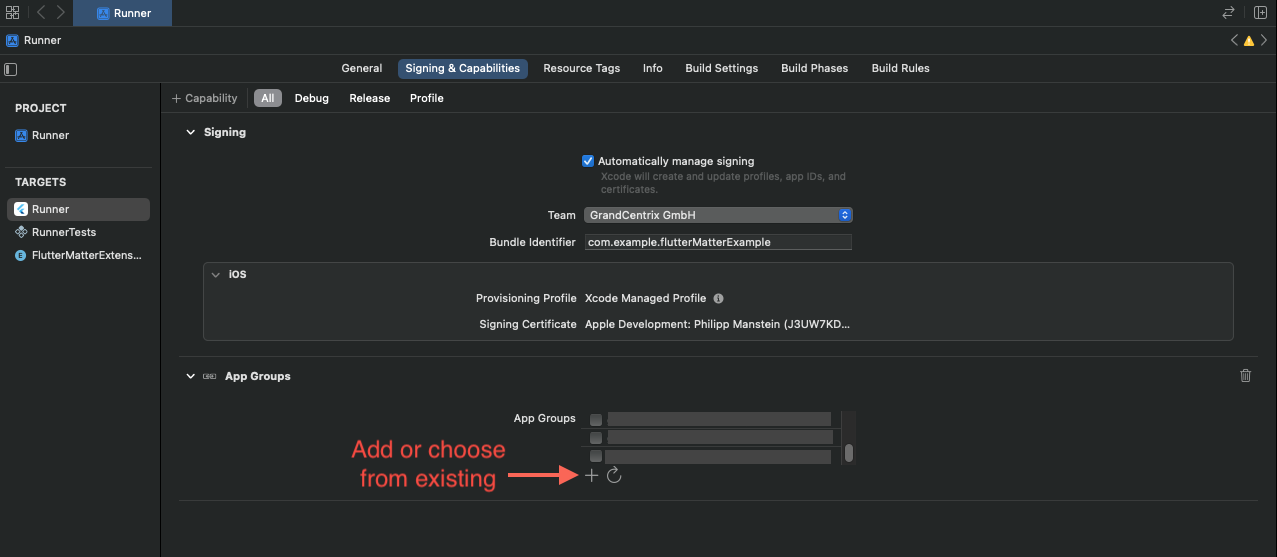 Runner
Runner
General Signing & Capabilities Resource Tags Info Build Settings Build Phases Build Rules
+ Capability All Debug Release Profile
PROJECT
Runner
TARGETS
Runner
RunnerTests
FlutterMatterExtens...
Signing
Automatically manage signing
Xcode will create and update profiles, app IDs, and
certificates.
Team GrandCentrix GmbH
Bundle Identifier com.example.flutterMatterExample
iOS
Provisioning Profile Xcode Managed Profile
Signing Certificate Apple Development: Philipp Manstein (J3UW7KD...
App Groups
App Groups
Add or choose
from existing